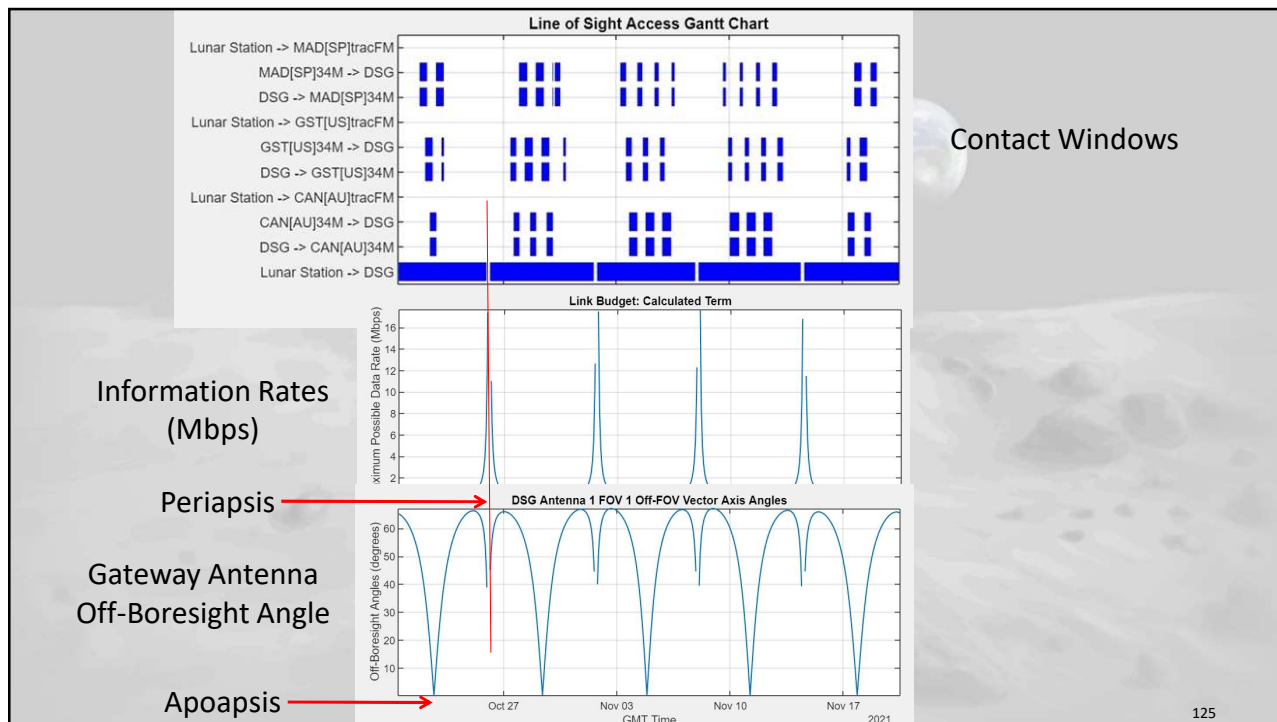 Line of Sight Access Gantt Chart
Lunar Station -> MAD[SP]tracFM
MAD[SP]34M -> DSG
DSG -> MAD[SP]34M
Lunar Station -> GST[US]tracFM
GST[US]34M -> DSG
DSG -> GST[US]34M
Lunar Station -> CAN[AU]tracFM
CAN[AU]34M -> DSG
DSG -> CAN[AU]34M
Lunar Station -> DSG
Contact Windows
Link Budget: Calculated Term
ximum Possible Data Rate (Mbps)
16
14
12
10
8
6
4
2
Information Rates
(Mbps)
Periapsis
DSG Antenna 1 FOV 1 Off-FOV Vector Axis Angles
Off-Boresight Angles (degrees)
60
50
40
30
20
10
Gateway Antenna
Off-Boresight Angle
Apoapsis
Oct 27
Nov 03
Nov 10
Nov 17
GMT Time
2021
125